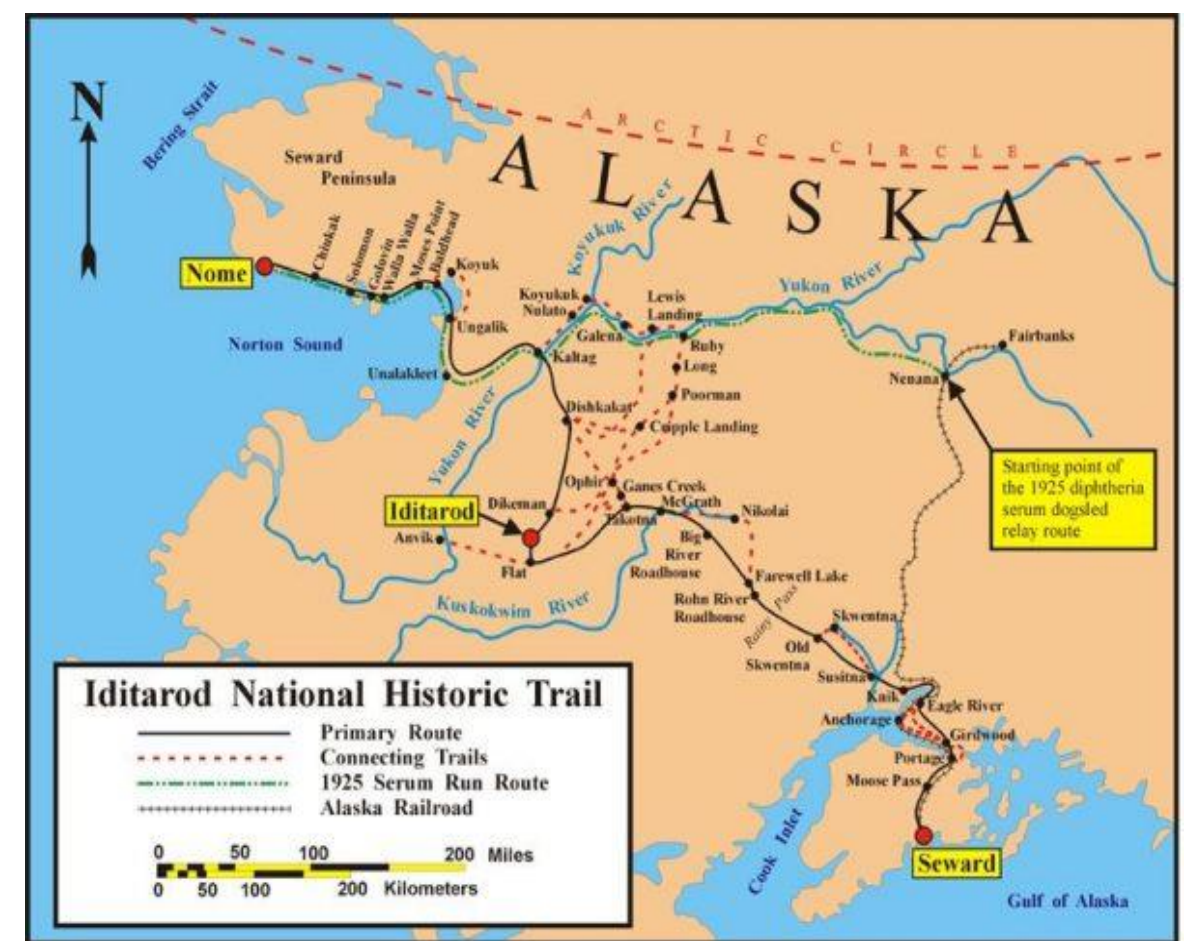 N
Bering Strait
ARCTIC CIRCLE
ALASKA
Seward
Peninsula
Chiukak
Solomon
Golovin
Walla Walla
Moses Point
Baldhead
Koyuk
Nome
Ungalik
Norton Sound
Unalakleet
Koyukuk River
Koyukuk
Nulato
Galena
Lewis
Landing
Ruby
Yukon River
Fairbanks
Nenana
Kaltag
Long
Poorman
Yukon River
Dishkakat
Cripple Landing
Starting point of
the 1925 diphtheria
serum dogsled
relay route
Ophir
Ganes Creek
Dikeman
McGrath
Takotna
Nikolai
Iditarod
Anvik
Big
River
Roadhouse
Flat
Farewell Lake
Kuskokwim River
Rohn River
Roadhouse
Rainy Pass
Skwentna
Old
Skwentna
Susitna
Knik
Eagle River
Anchorage
Girdwood
Portage
Moose Pass
Cook Inlet
Seward
Gulf of Alaska
Iditarod National Historic Trail
Primary Route
Connecting Trails
1925 Serum Run Route
Alaska Railroad
0 50 100 200 Miles
0 50 100 200 Kilometers